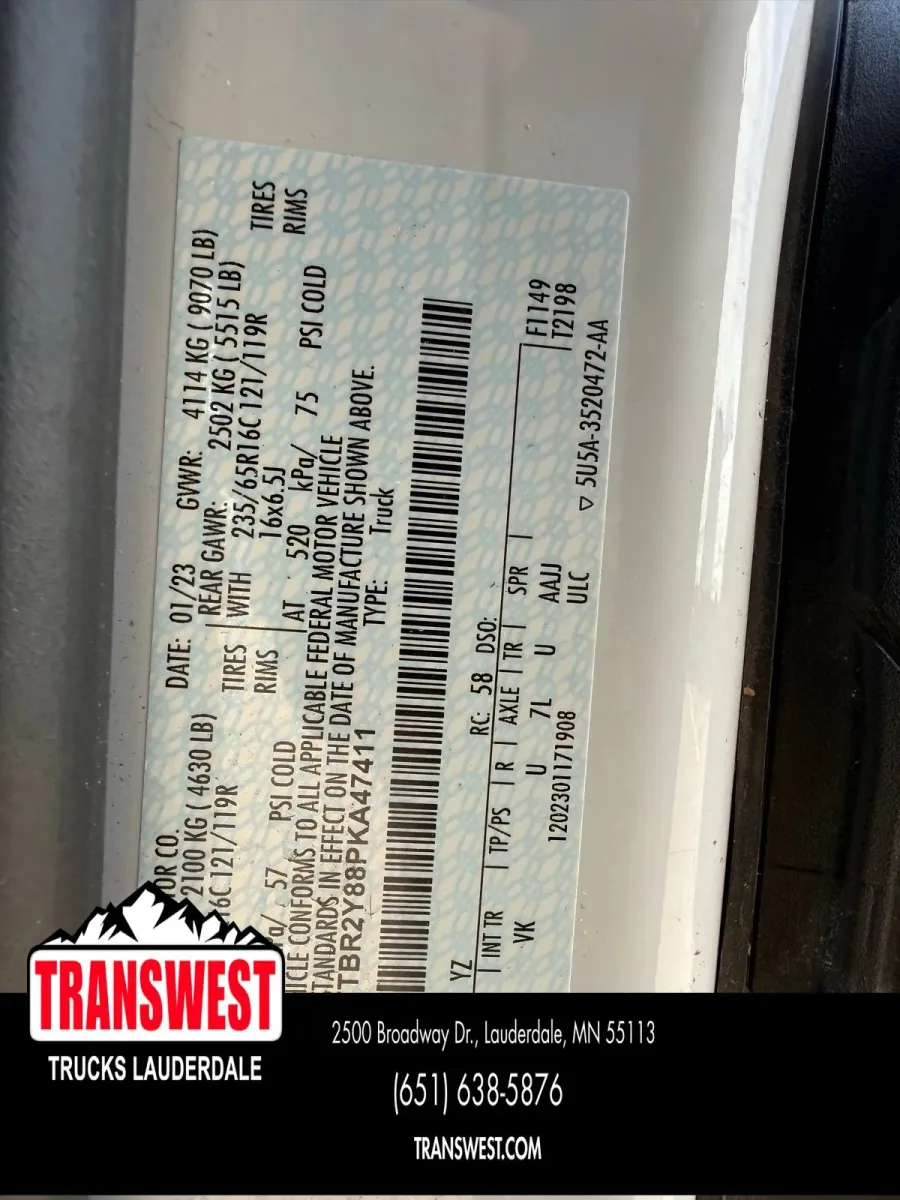 DATE: 01/23 GVWR: 4114 KG ( 9070 LB)
OR CO.
2100 KG ( 4630 LB) REAR GAWR: 2502 KG ( 5515 LB)
16C 121/119R TIRES WITH 235/65R16C 121/119R TIRES
RIMS 16x6.5J RIMS
/ 57 PSI COLD AT 520 kPa/ 75 PSI COLD
ICLE CONFORMS TO ALL APPLICABLE FEDERAL MOTOR VEHICLE
TANDARDS IN EFFECT ON THE DATE OF MANUFACTURE SHOWN ABOVE.
TBR2Y88PKA47411 TYPE: Truck
F1149
T2198
YZ RC: 58 DSO:
INT TR TP/PS R AXLE TR SPR
VK U 7L U AAJJ
1202301171908 ULC
▽ 5U5A-3520472-AA
TRANSWEST
TRUCKS LAUDERDALE
2500 Broadway Dr., Lauderdale, MN 55113
(651) 638-5876
TRANSWEST.COM